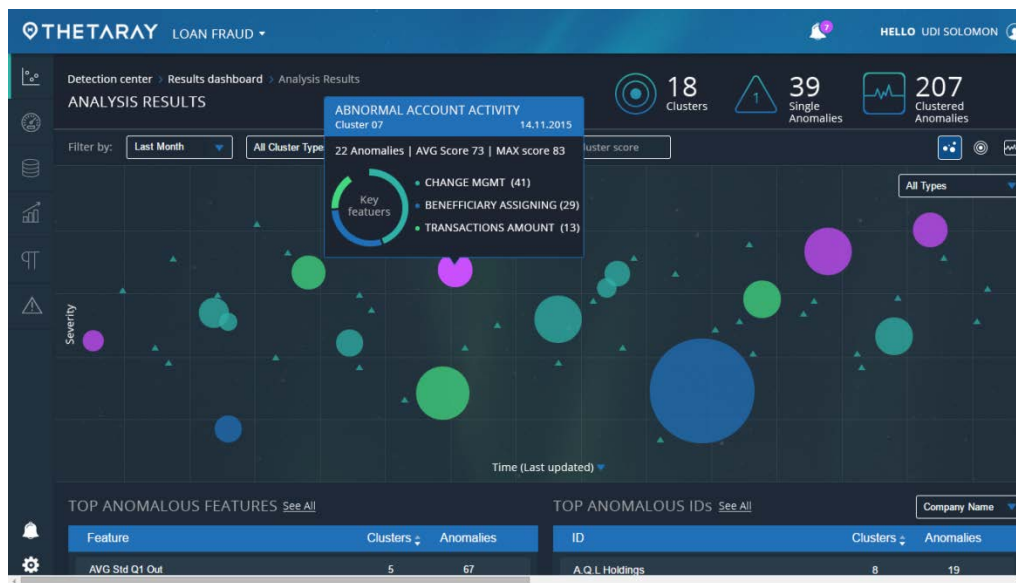 THETARAY LOAN FRAUD
7
HELLO UDI SOLOMON
Detection center > Results dashboard > Analysis Results
ANALYSIS RESULTS
18
Clusters
1
39
Single
Anomalies
207
Clustered
Anomalies
Filter by: Last Month All Cluster Type luster score
ABNORMAL ACCOUNT ACTIVITY
Cluster 07 14.11.2015
22 Anomalies | AVG Score 73 | MAX score 83
Key
featuers
CHANGE MGMT (41)
BENEFFICIARY ASSIGNING (29)
TRANSACTIONS AMOUNT (13)
All Types
Severity
Time (Last updated)
TOP ANOMALOUS FEATURES See All
Feature Clusters Anomalies
AVG Std Q1 Out 5 67
TOP ANOMALOUS IDs See All
Company Name
ID Clusters Anomalies
A.Q.L Holdings 8 19